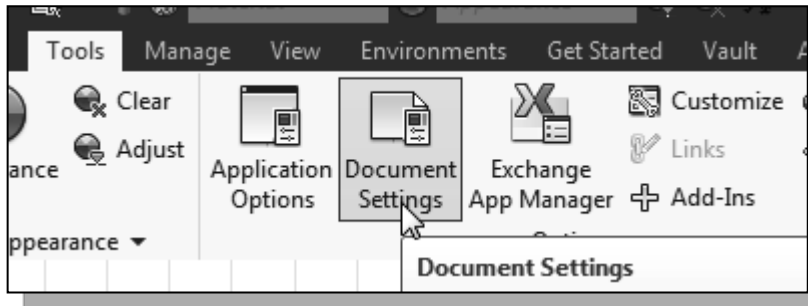 Tools Manage View Environments Get Started Vault
Clear
Adjust
ance
Application Options
Document Settings
Exchange App Manager
Customize
Links
Add-Ins
ppearance
Document Settings